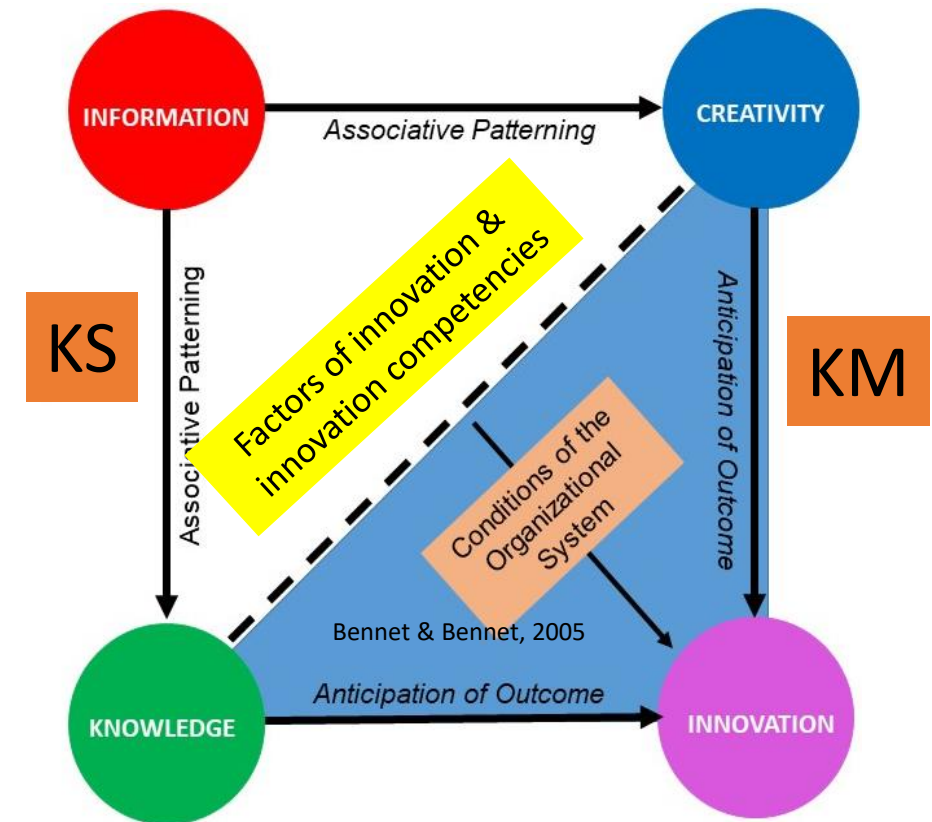 INFORMATION
Associative Patterning
CREATIVITY
KS
Associative Patterning
Factors of innovation &
innovation competencies
Anticipation of Outcome
KM
Conditions of the
Organizational
System
Bennet & Bennet, 2005
KNOWLEDGE
Anticipation of Outcome
INNOVATION